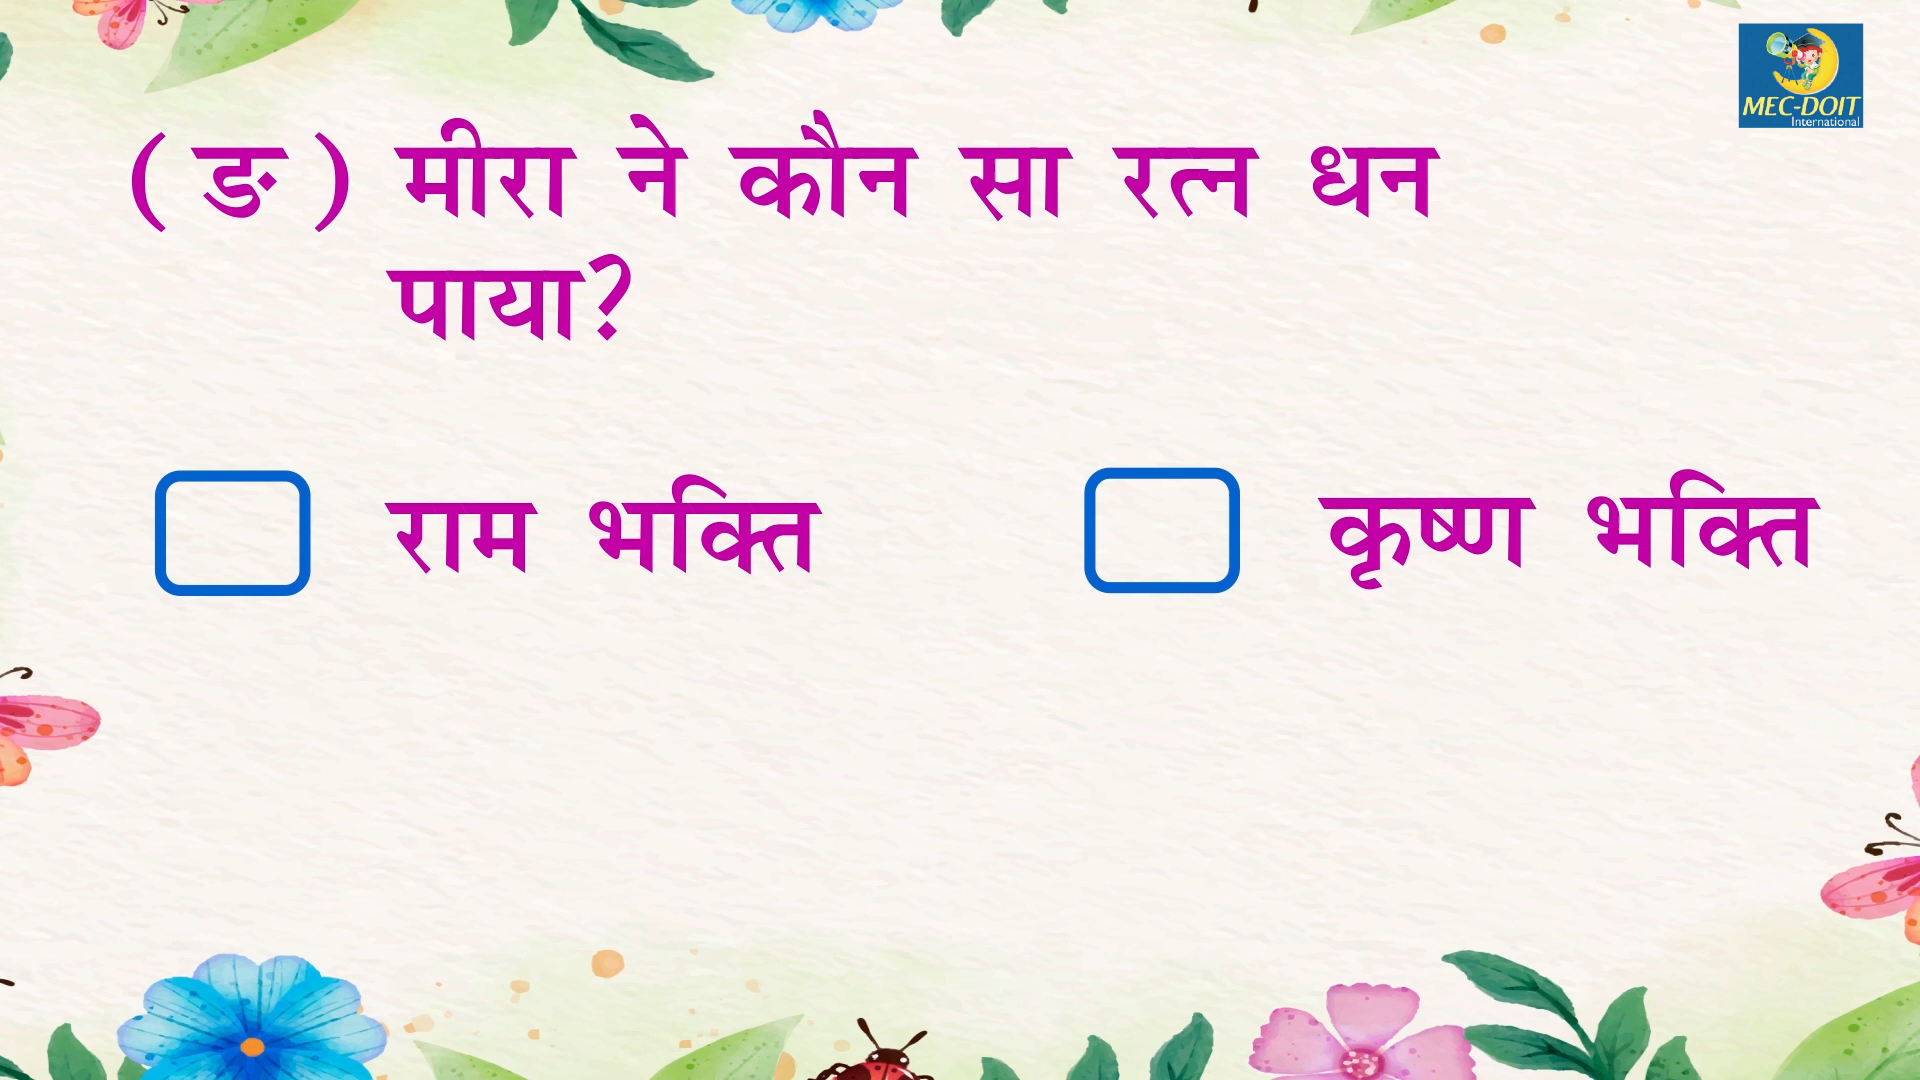 MEC-DOIT
International
( ङ ) मीरा ने कौन सा रत्न धन
पाया?
राम भक्ति
कृष्ण भक्ति